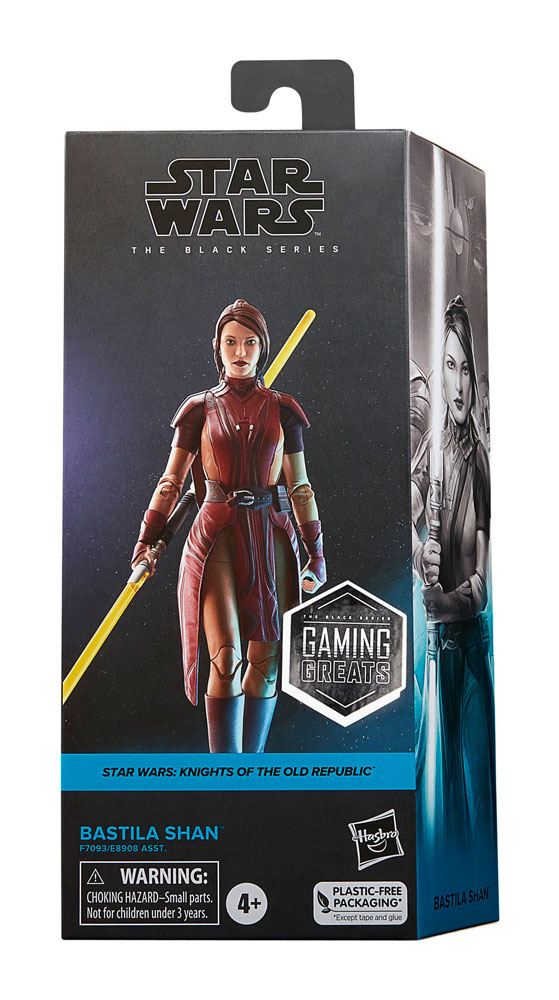 STAR
WARS™
THE BLACK SERIES
THE BLACK SERIES
GAMING
GREATS
STAR WARS: KNIGHTS OF THE OLD REPUBLIC™
BASTILA SHAN™
F7093/E8908 ASST.
⚠ WARNING:
CHOKING HAZARD–Small parts.
Not for children under 3 years.
4+
Hasbro
PLASTIC-FREE
PACKAGING*
*Except tape and glue
BASTILA SHAN™